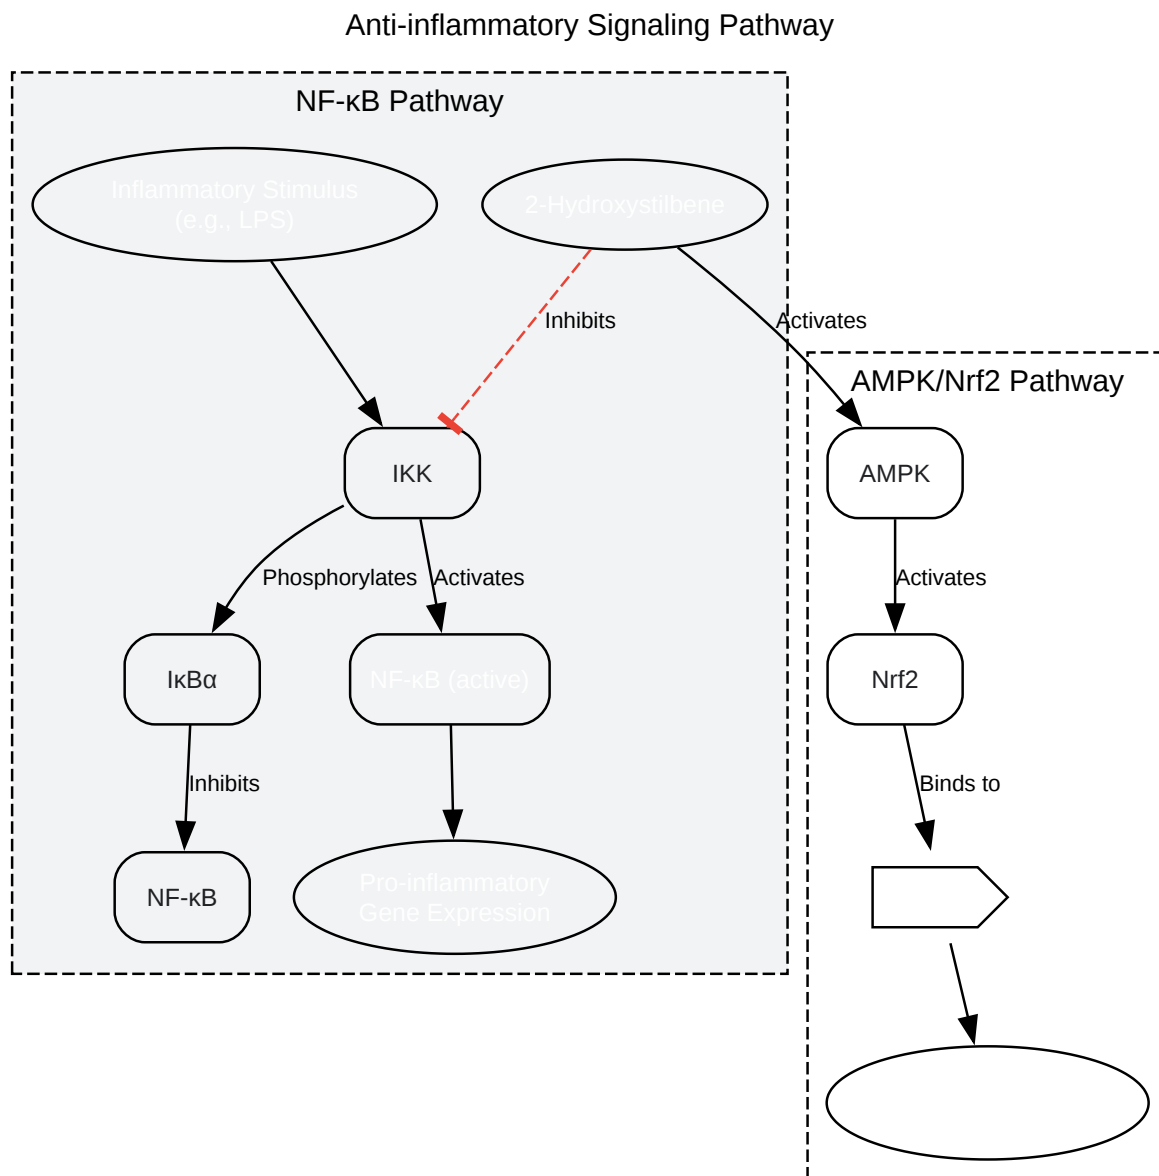 Anti-inflammatory Signaling Pathway
NF-κB Pathway
Inflammatory Stimulus
(e.g., LPS)
2-Hydroxystilbene
Inhibits
Activates
AMPK/Nrf2 Pathway
IKK
AMPK
Phosphorylates
Activates
Activates
IκBα
NF-κB (active)
Nrf2
Inhibits
Binds to
NF-κB
Pro-inflammatory
Gene Expression